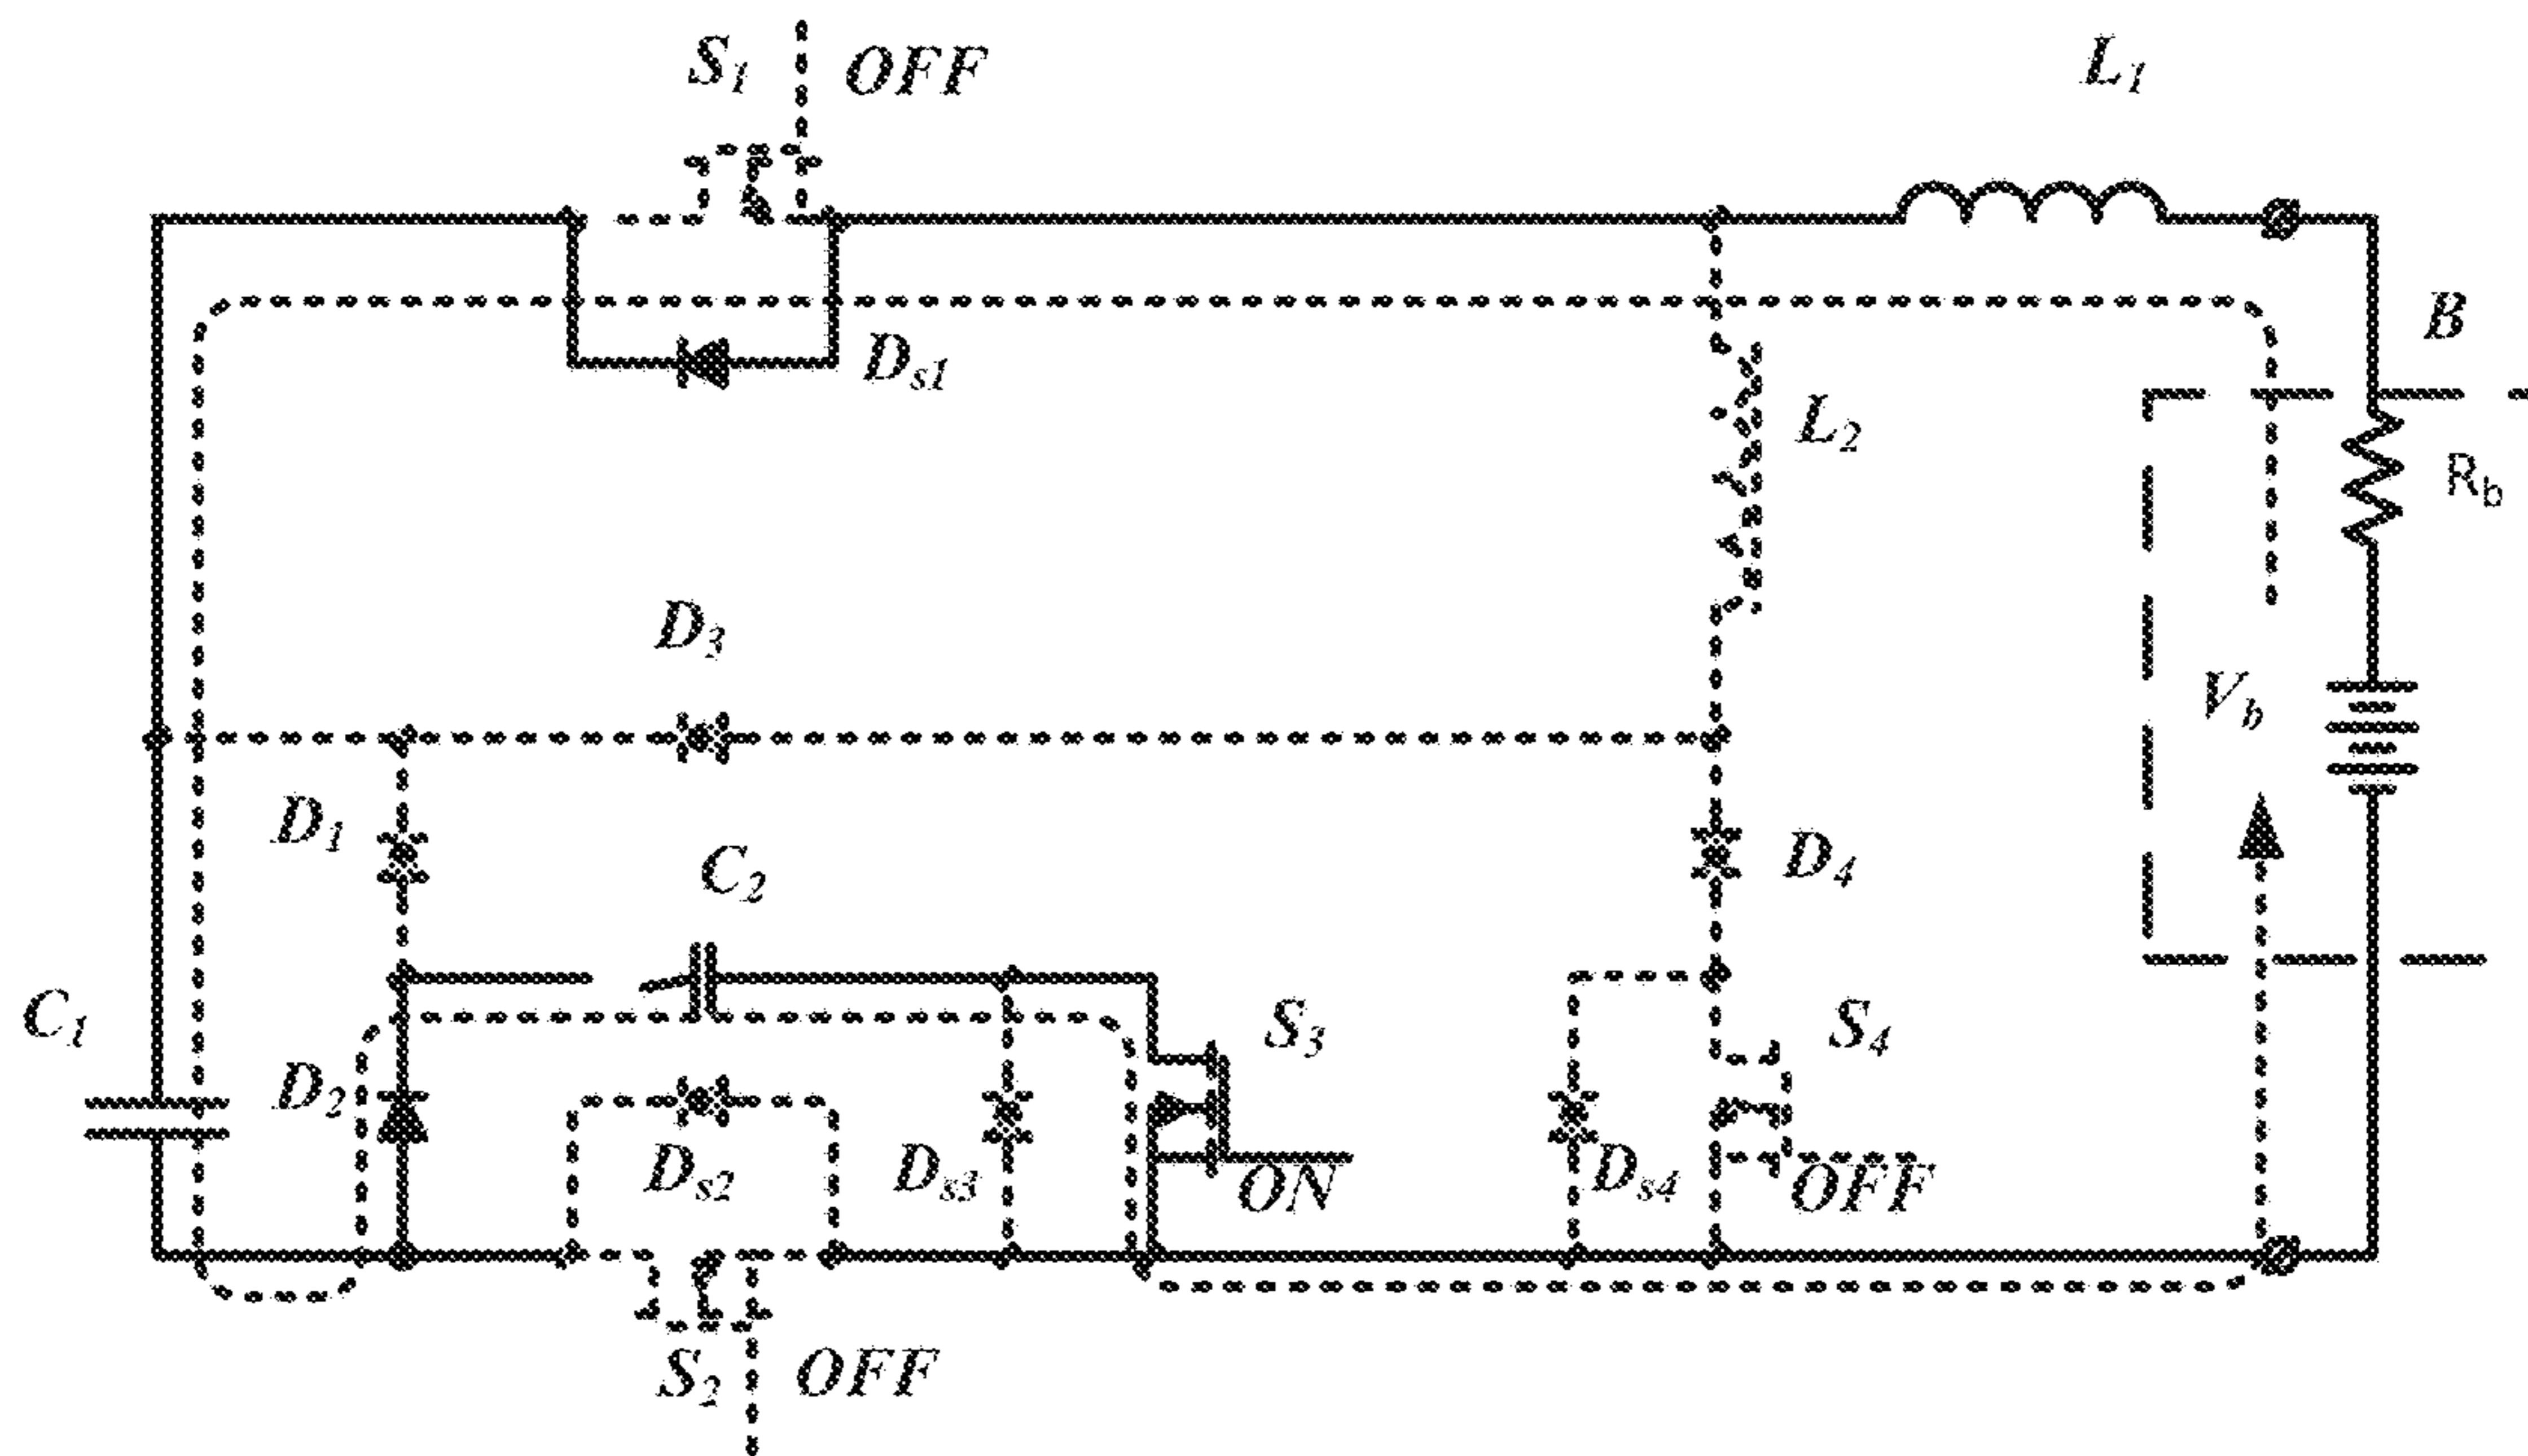 S1 OFF
L1
Ds1
B
L2
Rb
D3
Vb
D1
D4
C2
C1
S3
S4
D2
Ds2
Ds3
ON
Ds4
OFF
S2 OFF